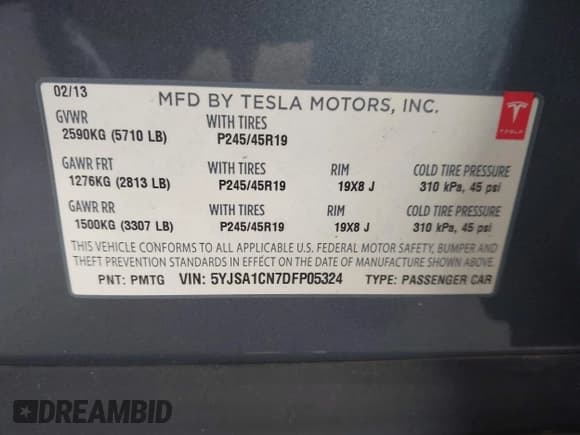 02/13
MFD BY TESLA MOTORS, INC.
TESLA
GVWR WITH TIRES
2590KG (5710 LB) P245/45R19
GAWR FRT WITH TIRES RIM COLD TIRE PRESSURE
1276KG (2813 LB) P245/45R19 19X8 J 310 kPa, 45 psi
GAWR RR WITH TIRES RIM COLD TIRE PRESSURE
1500KG (3307 LB) P245/45R19 19X8 J 310 kPa, 45 psi
THIS VEHICLE CONFORMS TO ALL APPLICABLE U.S. FEDERAL MOTOR SAFETY, BUMPER AND
THEFT PREVENTION STANDARDS IN EFFECT ON THE DATE OF MANUFACTURE SHOWN ABOVE.
PNT: PMTG VIN: 5YJSA1CN7DFP05324 TYPE: PASSENGER CAR
DREAMBID